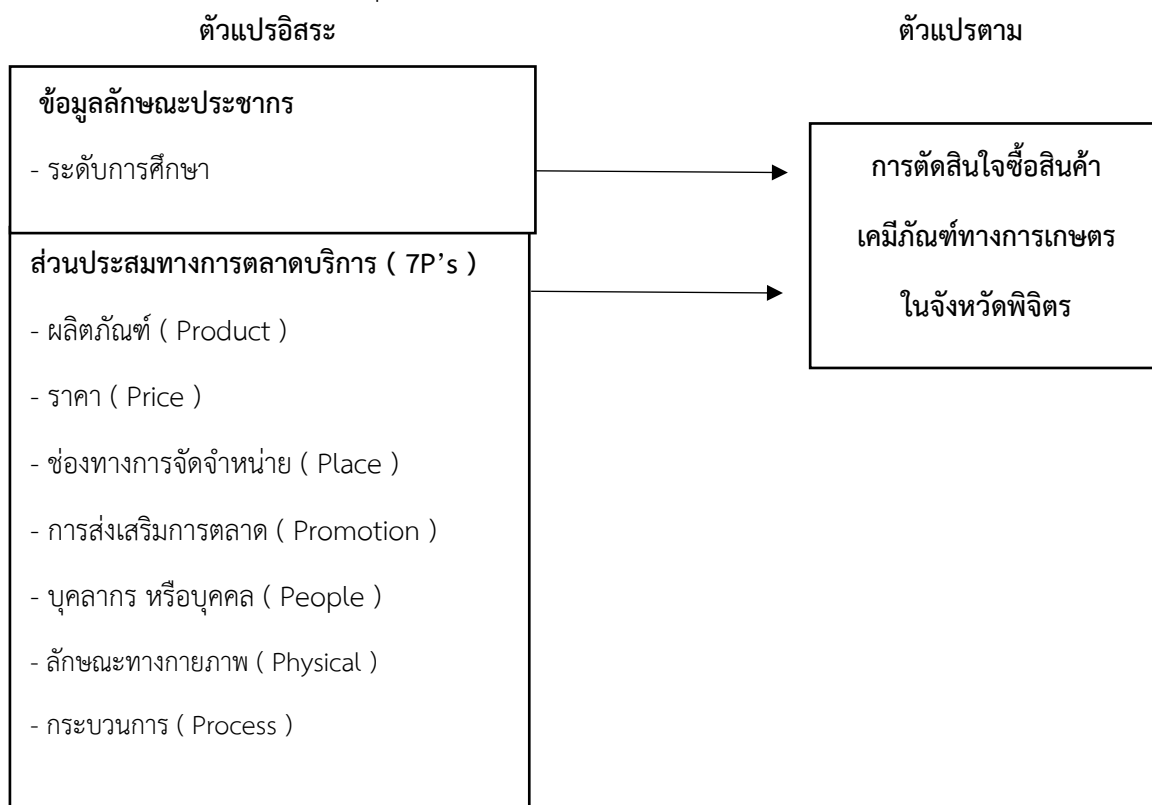 ตัวแปรอิสระ
ตัวแปรตาม
ข้อมูลลักษณะประชากร
- ระดับการศึกษา
ส่วนประสมทางการตลาดบริการ ( 7P’s )
- ผลิตภัณฑ์ ( Product )
- ราคา ( Price )
- ช่องทางการจัดจำหน่าย ( Place )
- การส่งเสริมการตลาด ( Promotion )
- บุคลากร หรือบุคคล ( People )
- ลักษณะทางกายภาพ ( Physical )
- กระบวนการ ( Process )
การตัดสินใจซื้อสินค้า
เคมีภัณฑ์ทางการเกษตร
ในจังหวัดพิจิตร